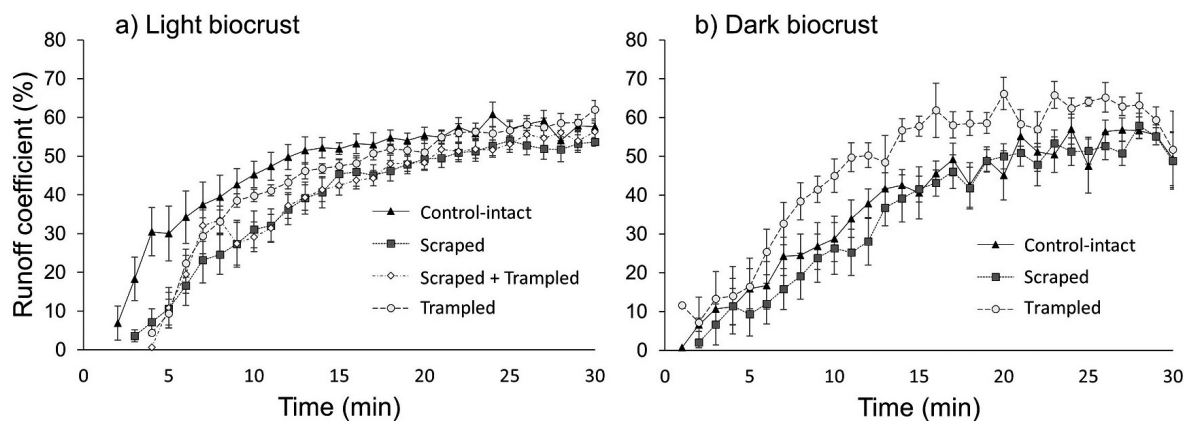 a) Light biocrust
Runoff coefficient (%)
80
70
60
50
40
30
20
10
0
Control-intact
Scraped
Scraped + Trampled
Trampled
0 5 10 15 20 25 30
Time (min)
b) Dark biocrust
80
70
60
50
40
30
20
10
0
Control-intact
Scraped
Trampled
0 5 10 15 20 25 30
Time (min)